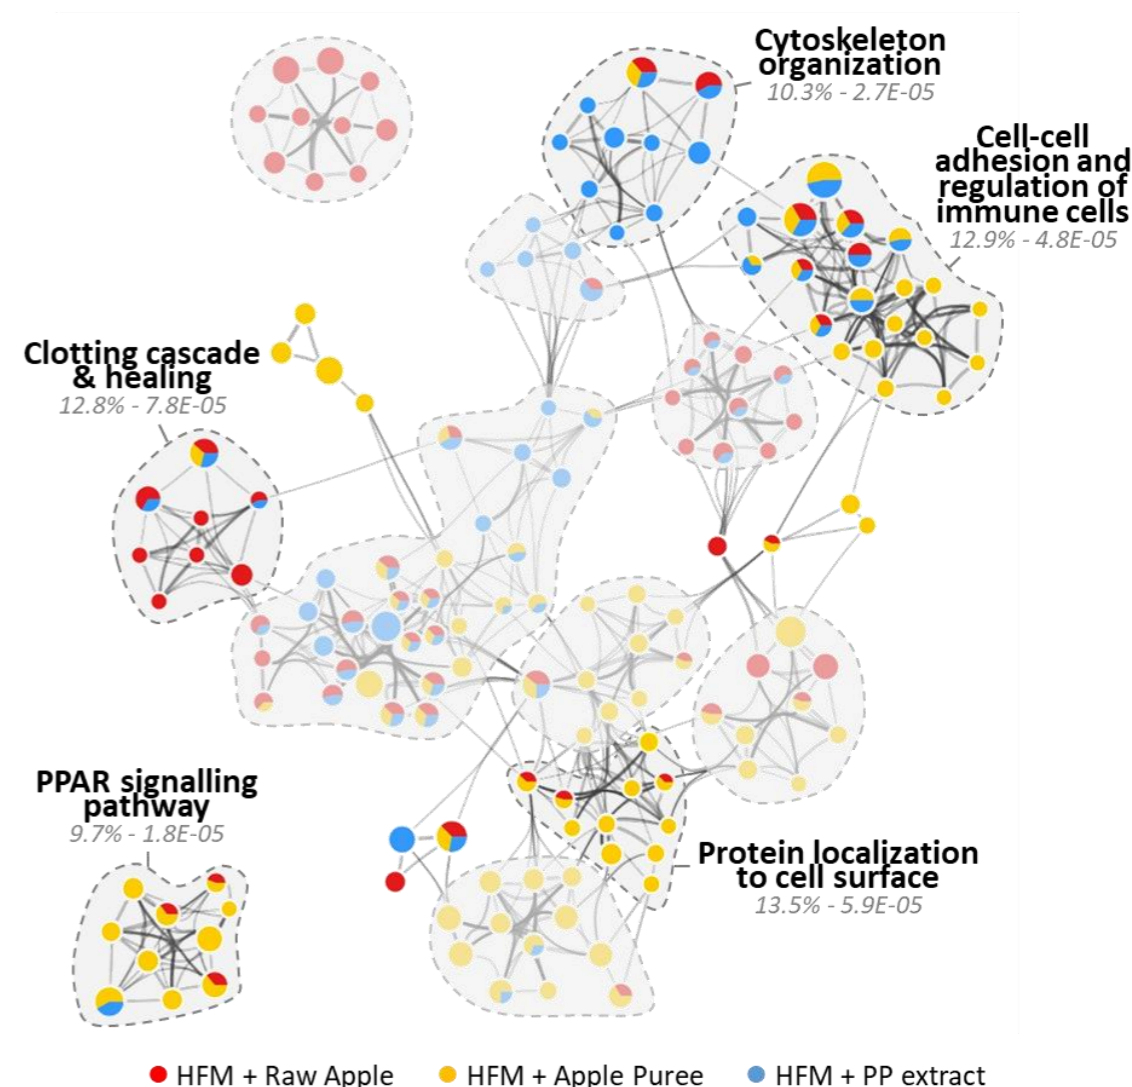 Cytoskeleton
organization
10.3% - 2.7E-05
Cell-cell
adhesion and
regulation of
immune cells
12.9% - 4.8E-05
Clotting cascade
& healing
12.8% - 7.8E-05
PPAR signalling
pathway
9.7% - 1.8E-05
Protein localization
to cell surface
13.5% - 5.9E-05
HFM + Raw Apple
HFM + Apple Puree
HFM + PP extract